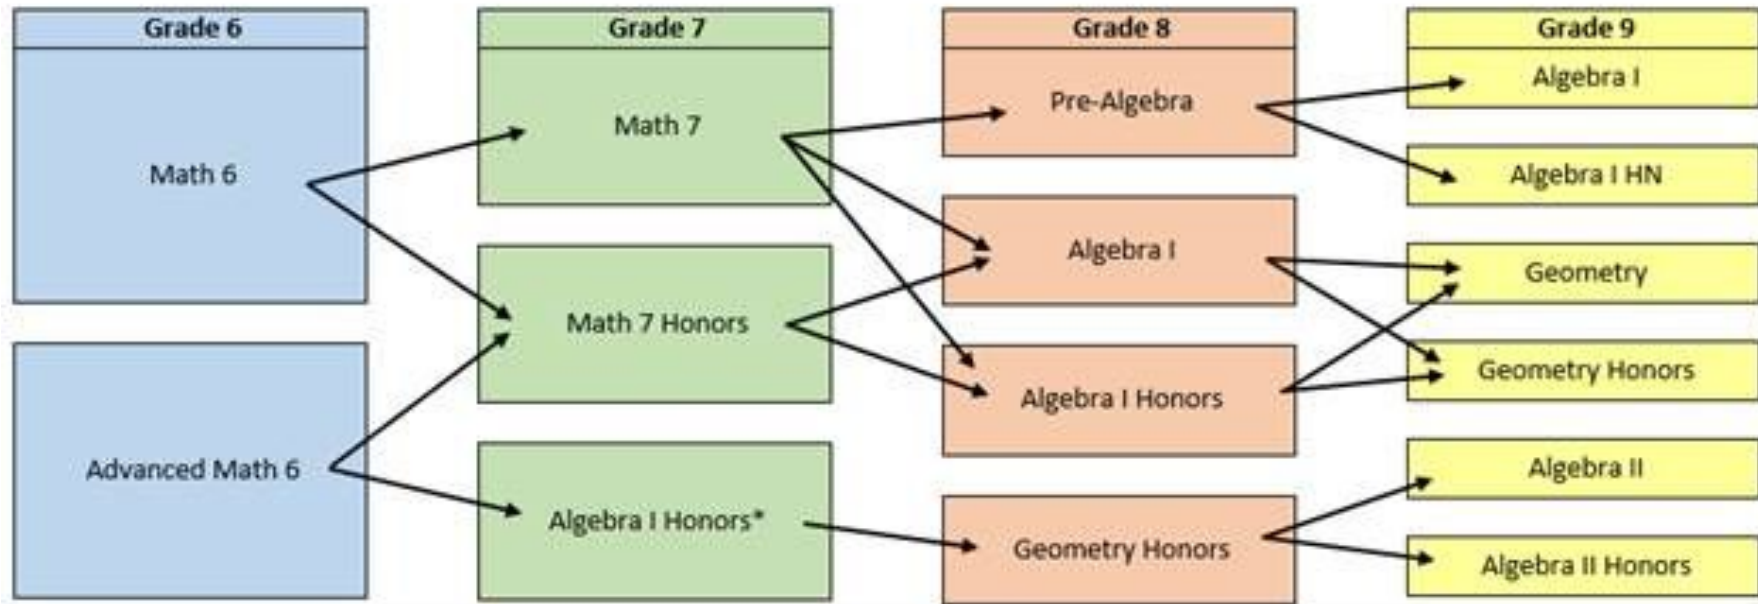 Grade 6
Math 6
Advanced Math 6
Grade 7
Math 7
Math 7 Honors
Algebra I Honors*
Grade 8
Pre-Algebra
Algebra I
Algebra I Honors
Geometry Honors
Grade 9
Algebra I
Algebra I HN
Geometry
Geometry Honors
Algebra II
Algebra II Honors